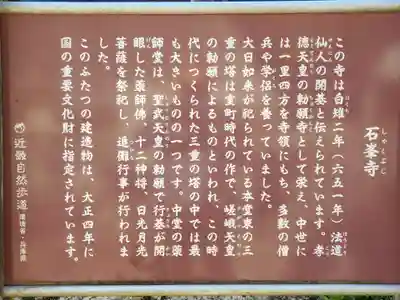 石峯寺
しゃくぶじ
この寺は白雉二年（六五一年）法道
仙人の開基と伝えられています。孝
徳天皇の勅願寺として栄え、中世に
は一里四方を寺領にもち、多数の僧
兵や学侶を養っていました。
大日如来が祀られている本堂東の三
重の塔は室町時代の作で、嵯峨天皇
の勅願によるものといわれ、この時
代につくられた三重の塔の中では最
も大きいものの一つです。中堂の薬
師堂は、聖武天皇の勅願で行基が開
眼した薬師佛、十二神将、日光月光
菩薩を祭祀し、追儺行事が行われま
した。
このふたつの建造物は、大正四年に
国の重要文化財に指定されています。
近畿自然歩道 環境省・兵庫県